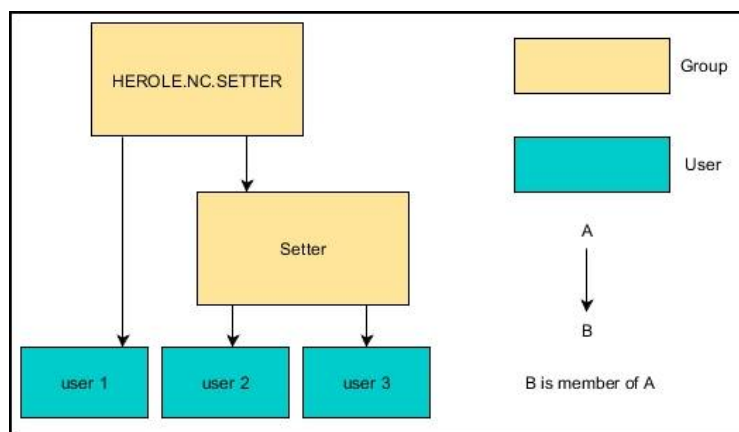 HEROLE.NC.SETTER
Group
User
Setter
A
B
user 1
user 2
user 3
B is member of A